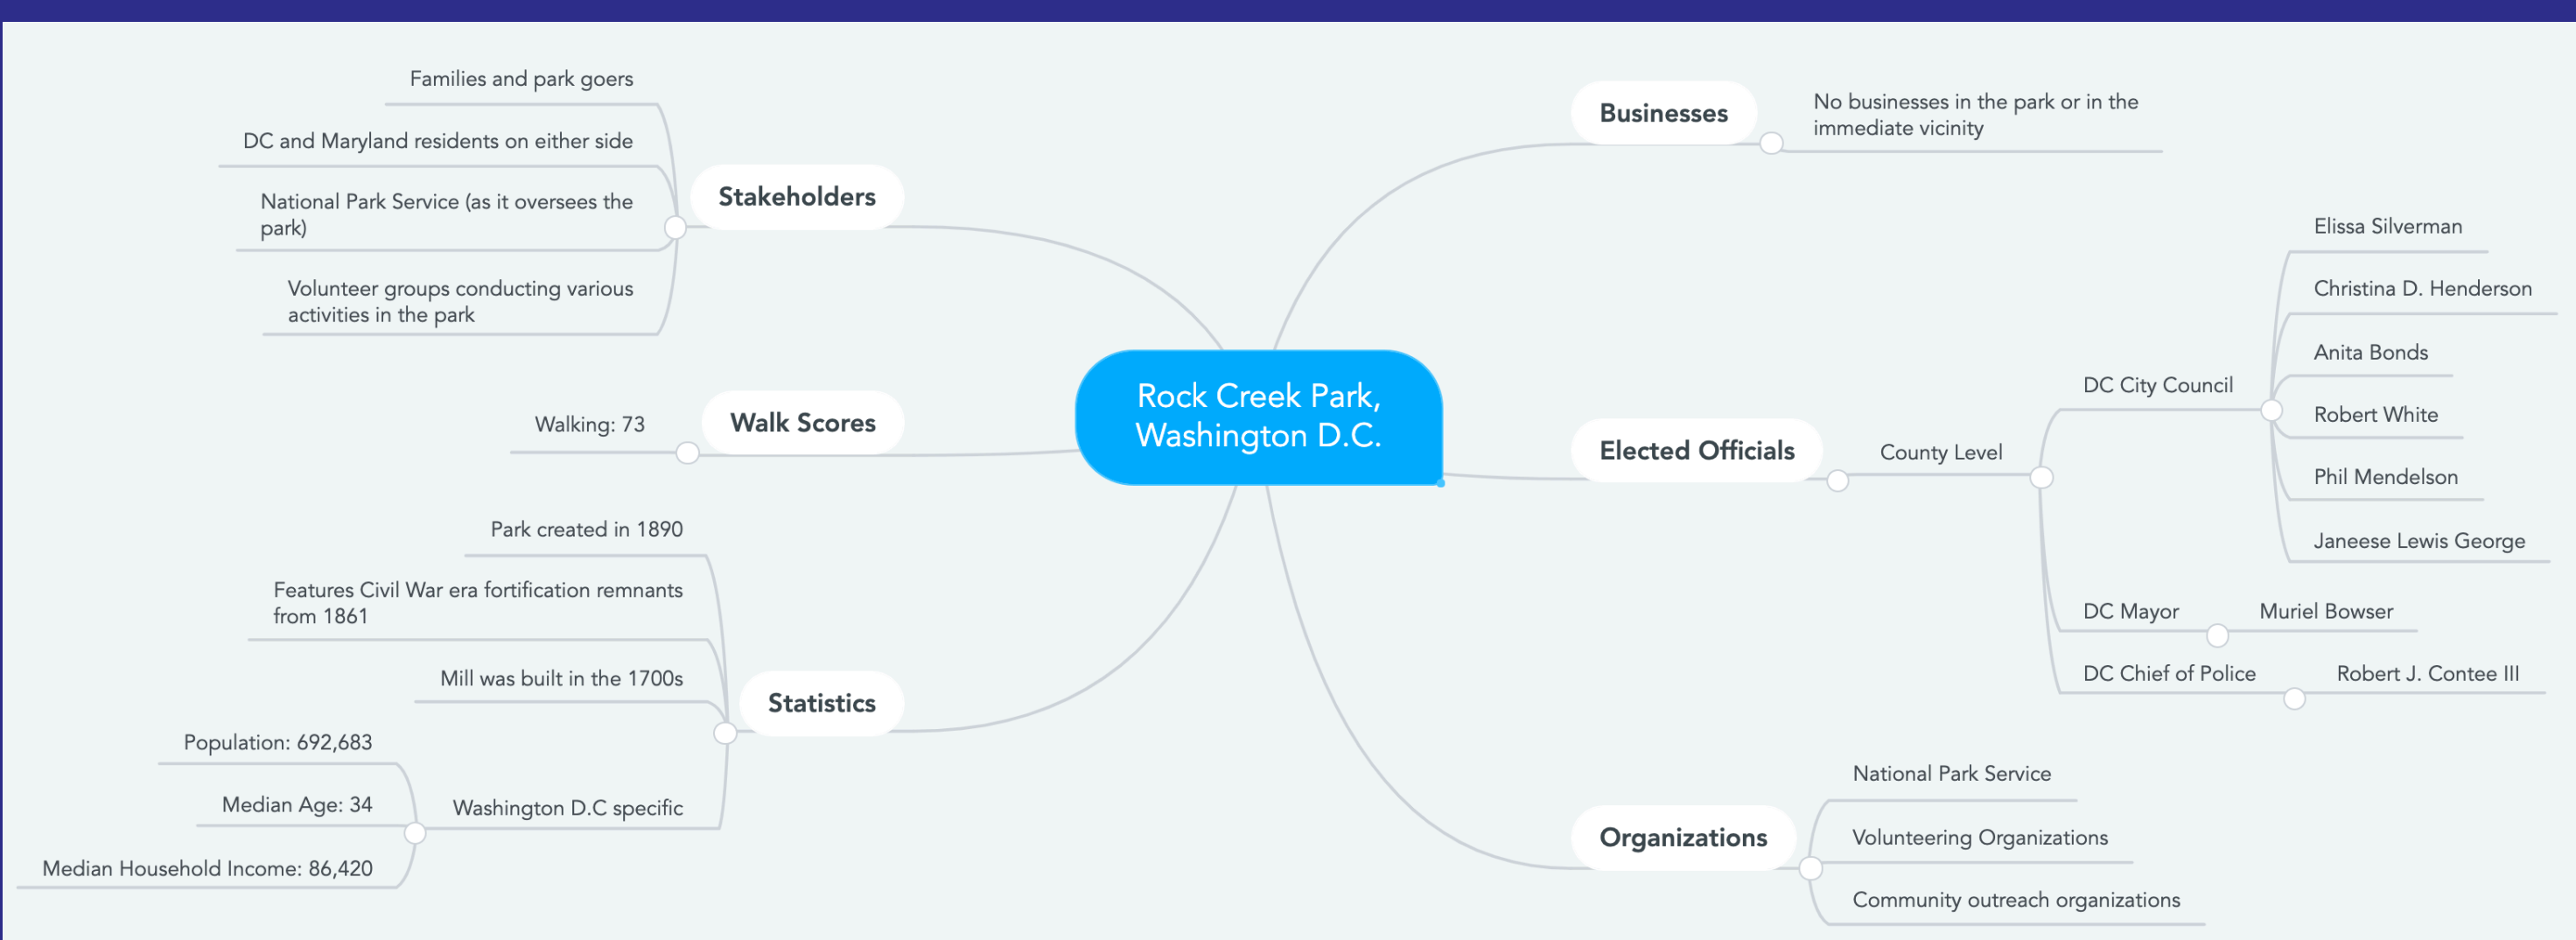 Rock Creek Park,
Washington D.C.
Stakeholders
Families and park goers
DC and Maryland residents on either side
National Park Service (as it oversees the
park)
Volunteer groups conducting various
activities in the park
Walk Scores
Walking: 73
Statistics
Park created in 1890
Features Civil War era fortification remnants
from 1861
Mill was built in the 1700s
Washington D.C specific
Population: 692,683
Median Age: 34
Median Household Income: 86,420
Businesses
No businesses in the park or in the
immediate vicinity
Elected Officials
County Level
DC City Council
Elissa Silverman
Christina D. Henderson
Anita Bonds
Robert White
Phil Mendelson
Janeese Lewis George
DC Mayor
Muriel Bowser
DC Chief of Police
Robert J. Contee III
Organizations
National Park Service
Volunteering Organizations
Community outreach organizations